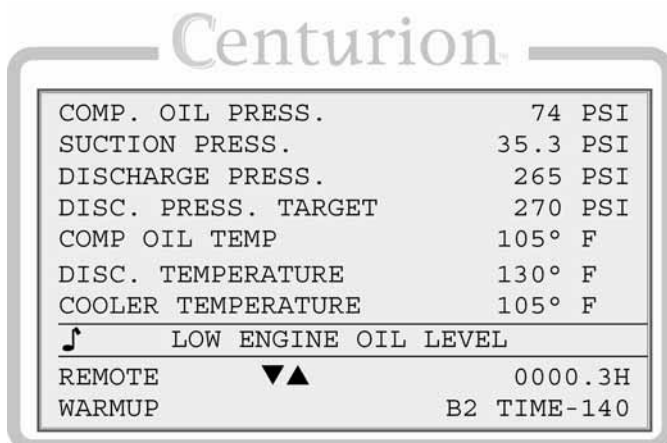 Centurion
COMP. OIL PRESS. 74 PSI
SUCTION PRESS. 35.3 PSI
DISCHARGE PRESS. 265 PSI
DISC. PRESS. TARGET 270 PSI
COMP OIL TEMP 105° F
DISC. TEMPERATURE 130° F
COOLER TEMPERATURE 105° F
♪ LOW ENGINE OIL LEVEL
REMOTE ▼▲ 0000.3H
WARMUP B2 TIME-140